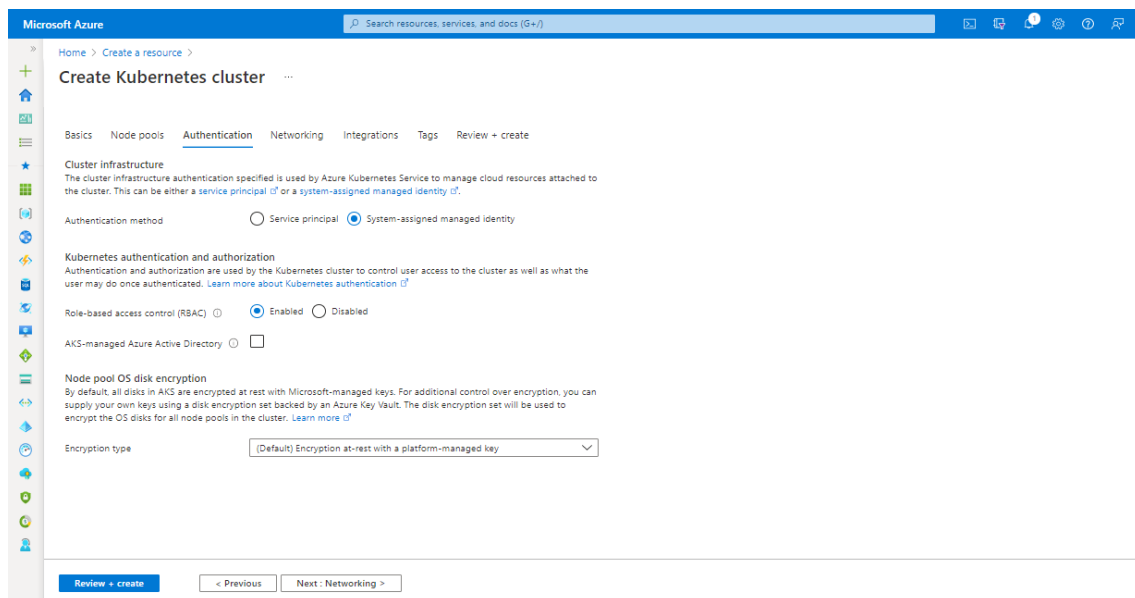 Microsoft Azure
Search resources, services, and docs (G+/)
1
Home > Create a resource >
Create Kubernetes cluster ...
Basics Node pools Authentication Networking Integrations Tags Review + create
Cluster infrastructure
The cluster infrastructure authentication specified is used by Azure Kubernetes Service to manage cloud resources attached to
the cluster. This can be either a service principal or a system-assigned managed identity .
Authentication method Service principal System-assigned managed identity
Kubernetes authentication and authorization
Authentication and authorization are used by the Kubernetes cluster to control user access to the cluster as well as what the
user may do once authenticated. Learn more about Kubernetes authentication
Role-based access control (RBAC) Enabled Disabled
AKS-managed Azure Active Directory
Node pool OS disk encryption
By default, all disks in AKS are encrypted at rest with Microsoft-managed keys. For additional control over encryption, you can
supply your own keys using a disk encryption set backed by an Azure Key Vault. The disk encryption set will be used to
encrypt the OS disks for all node pools in the cluster. Learn more
Encryption type (Default) Encryption at-rest with a platform-managed key
Review + create < Previous Next : Networking >